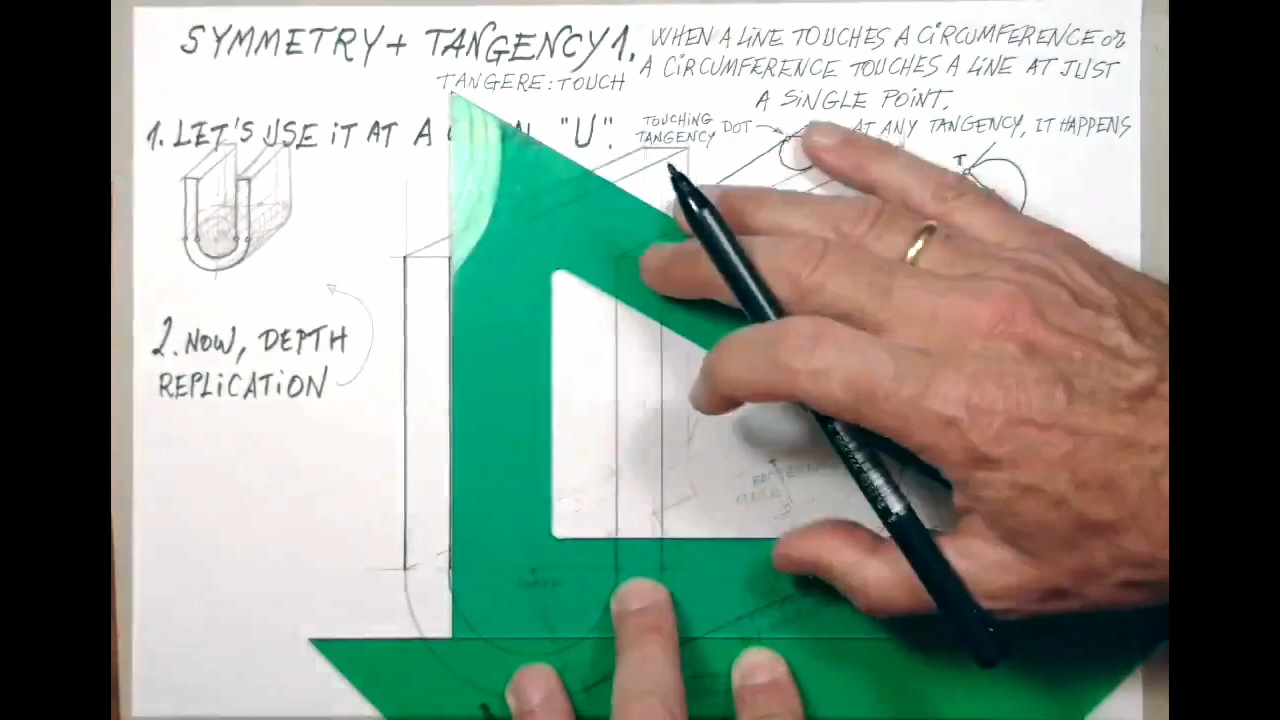 SYMMETRY + TANGENCY 1.
WHEN A LINE TOUCHES A CIRCUMFERENCE or
A CIRCUMFERENCE TOUCHES A LINE AT JUST
A SINGLE POINT.
TANGERE: TOUCH
1. LET'S USE IT AT A "U".
TOUCHING
TANGENCY DOT
AT ANY TANGENCY, IT HAPPENS
T
2. NOW, DEPTH
REPLICATION